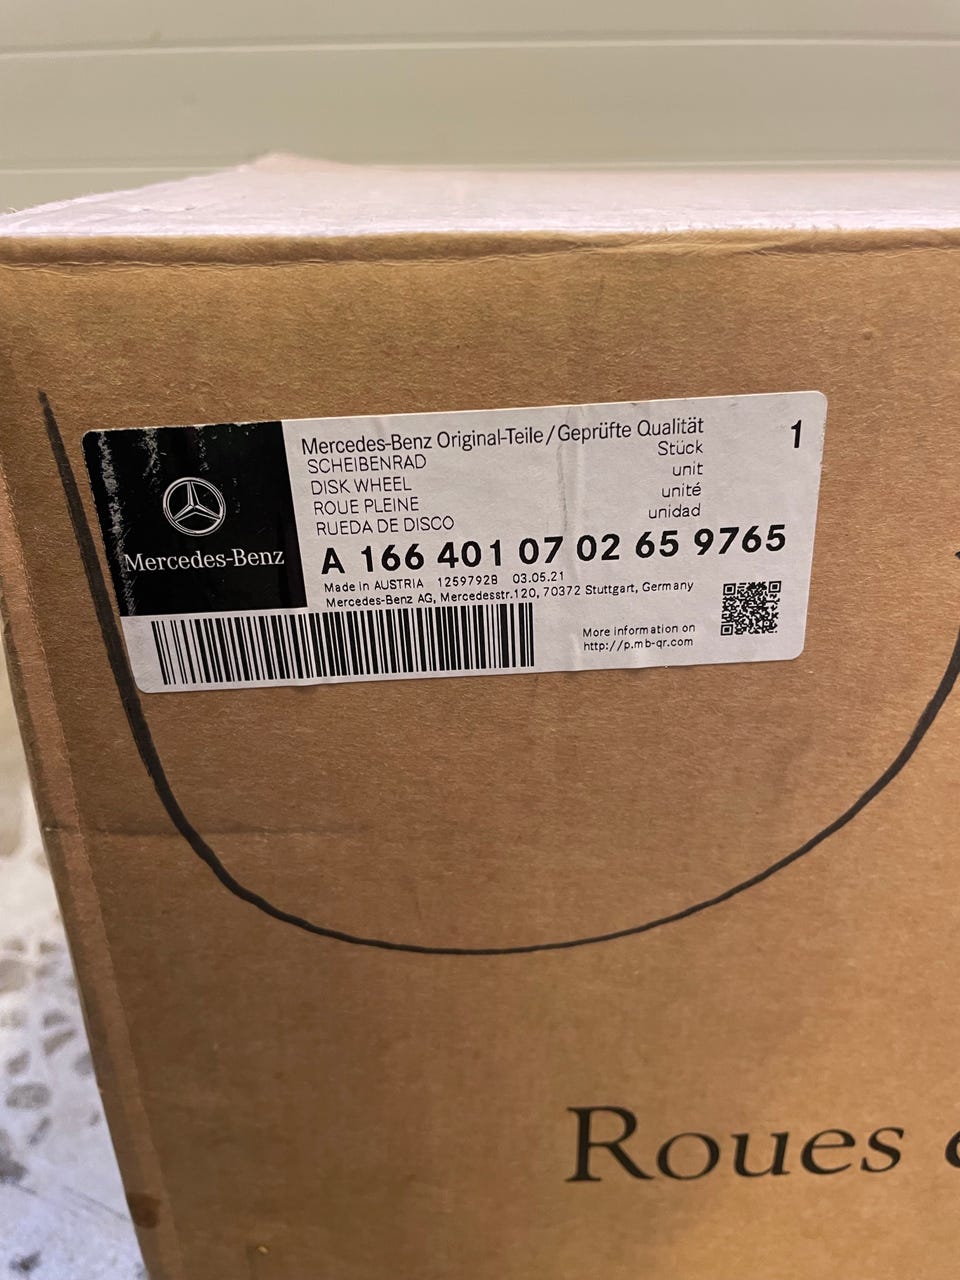 Mercedes-Benz Original-Teile/Geprüfte Qualität 1
SCHEIBENRAD Stück
DISK WHEEL unit
ROUE PLEINE unité
RUEDA DE DISCO unidad
Mercedes-Benz
A 166 401 07 02 65 9765
Made in AUSTRIA 1259792B 03.05.21
Mercedes-Benz AG, Mercedesstr.120, 70372 Stuttgart, Germany
More information on
http://p.mb-qr.com
Roues